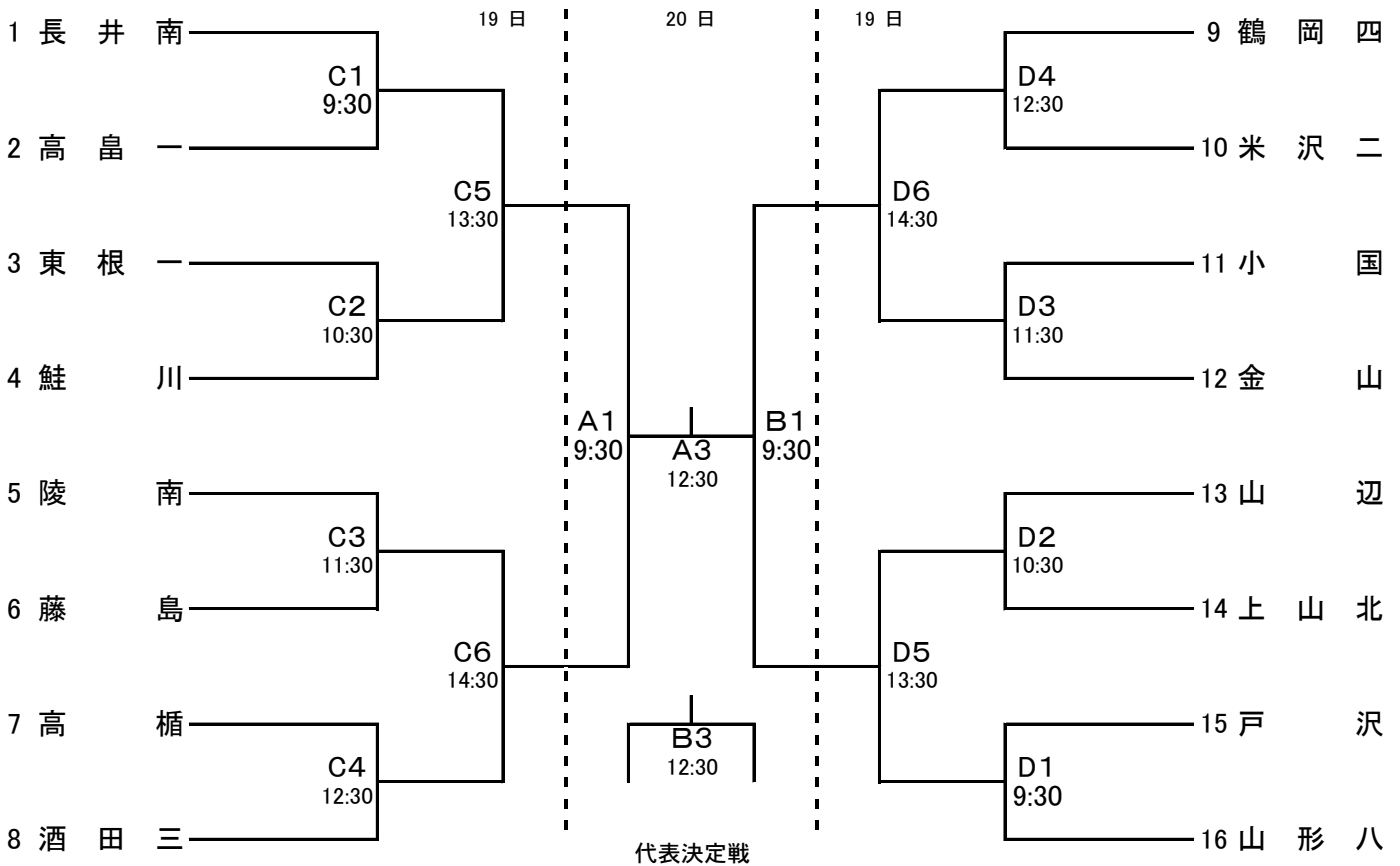 19 日
20 日
19 日
1 長 井 南
C1
9:30
2 高 畠 一
C5
13:30
3 東 根 一
C2
10:30
4 鮭 川
5 陵 南
C3
11:30
6 藤 島
C6
14:30
7 高 楯
C4
12:30
8 酒 田 三
A1
9:30
A3
12:30
B1
9:30
B3
12:30
代表決定戦
9 鶴 岡 四
D4
12:30
10 米 沢 二
D6
14:30
11 小 国
D3
11:30
12 金 山
13 山 辺
D2
10:30
14 上 山 北
D5
13:30
15 戸 沢
D1
9:30
16 山 形 八